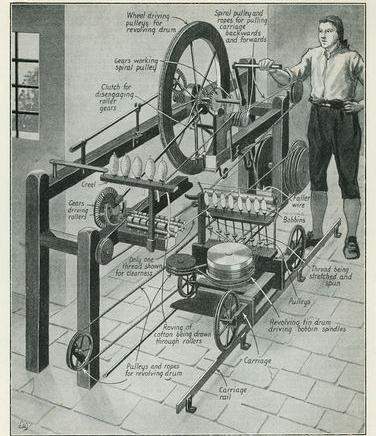 Wheel driving
pulleys for
revolving drum
Spiral pulley and
ropes for pulling
carriage
backwards
and forwards
Gears working
spiral pulley
Clutch for
disengaging
roller
gears
Creel
Gears
driving
rollers
Faller
wire
Bobbins
Only one
thread shown
for clearness
Thread being
stretched and
spun
Pulleys
Roving of
cotton being drawn
through rollers
Revolving tin drum
driving bobbin spindles
Pulleys and ropes
for revolving drum
Carriage
Carriage
rail